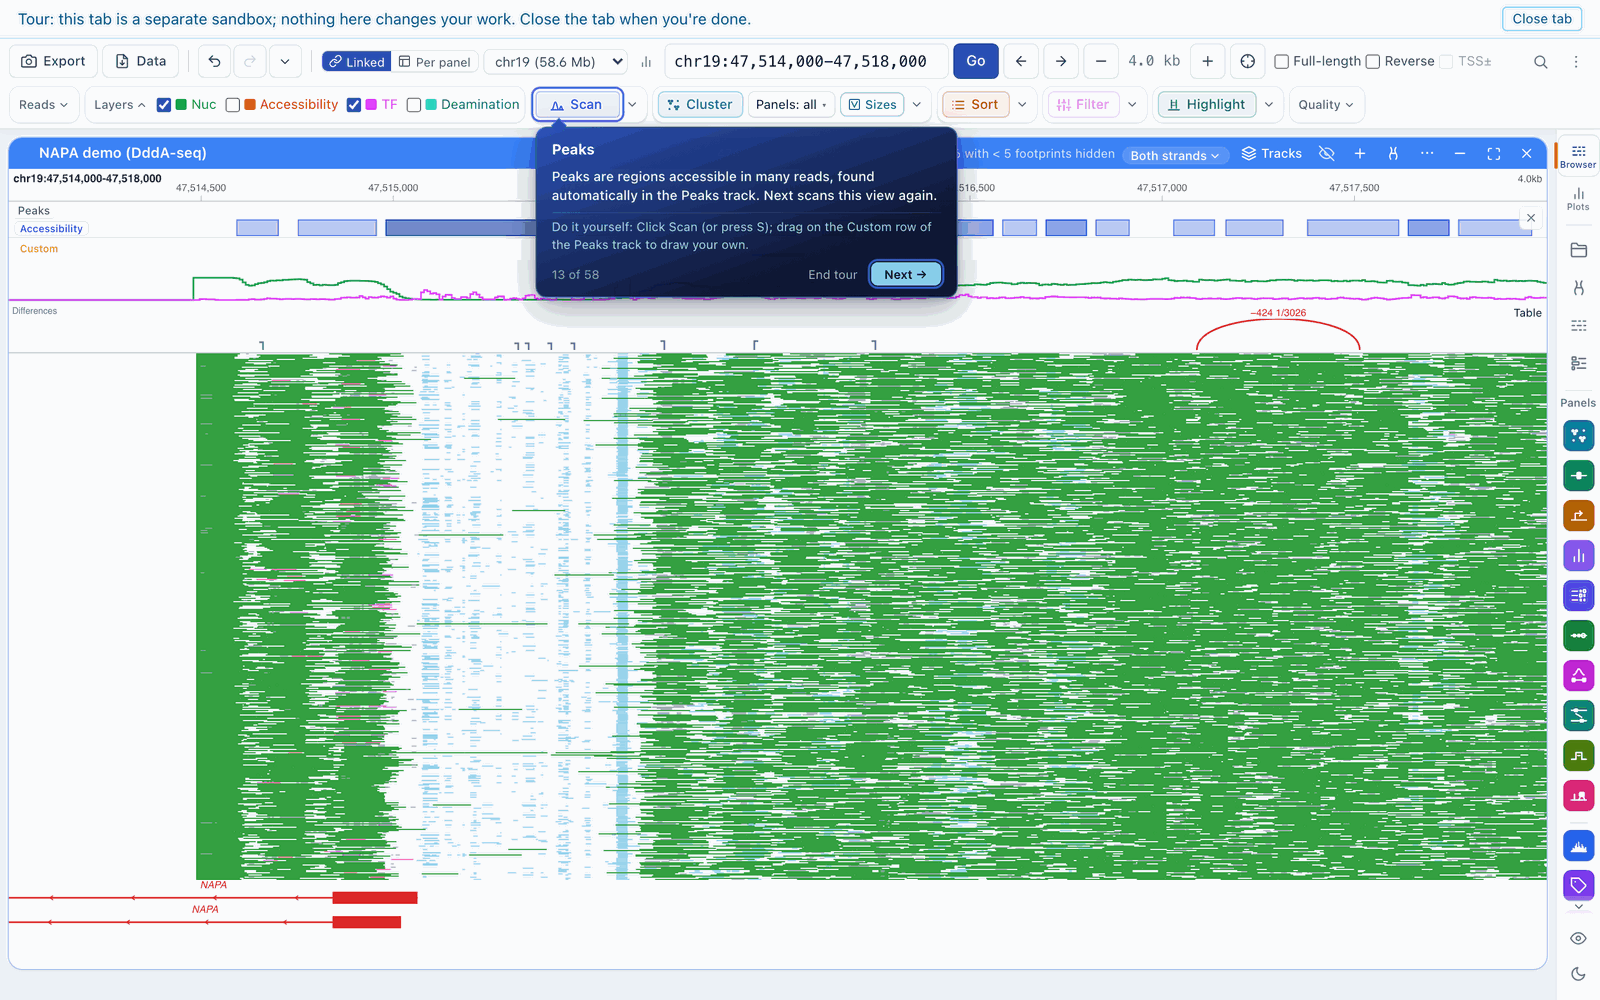 Tour: this tab is a separate sandbox; nothing here changes your work. Close the tab when you're done.
Close tab
Export
Data
Linked
Per panel
chr19 (58.6 Mb)
chr19:47,514,000–47,518,000
Go
4.0 kb
Full-length
Reverse
TSS±
Reads
Layers
Nuc
Accessibility
TF
Deamination
Scan
Cluster
Panels: all
Sizes
Sort
Filter
Highlight
Quality
NAPA demo (DddA-seq)
with < 5 footprints hidden
Both strands
Tracks
Browser
chr19:47,514,000-47,518,000
4.0kb
47,514,500
47,515,000
516,500
47,517,000
47,517,500
Peaks
Accessibility
Custom
Peaks
Peaks are regions accessible in many reads, found
automatically in the Peaks track. Next scans this view again.
Do it yourself: Click Scan (or press S); drag on the Custom row of
the Peaks track to draw your own.
13 of 58
End tour
Next →
Plots
Differences
−424 1/3026
Table
Panels
NAPA
NAPA